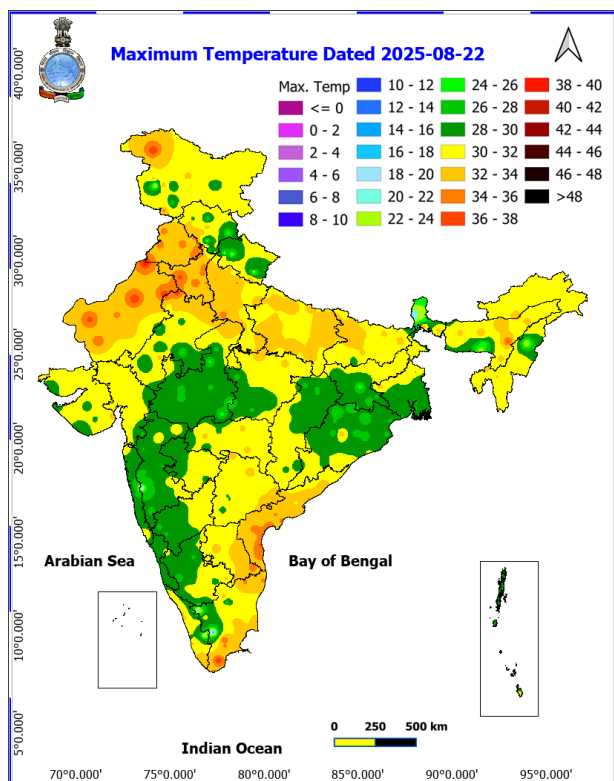 Maximum Temperature Dated 2025-08-22
Max. Temp
<= 0
0 - 2
2 - 4
4 - 6
6 - 8
8 - 10
10 - 12
12 - 14
14 - 16
16 - 18
18 - 20
20 - 22
22 - 24
24 - 26
26 - 28
28 - 30
30 - 32
32 - 34
34 - 36
36 - 38
38 - 40
40 - 42
42 - 44
44 - 46
46 - 48
>48
40°0.000'
35°0.000'
30°0.000'
25°0.000'
20°0.000'
15°0.000'
10°0.000'
5°0.000'
Arabian Sea
Bay of Bengal
0 250 500 km
Indian Ocean
70°0.000' 75°0.000' 80°0.000' 85°0.000' 90°0.000' 95°0.000'